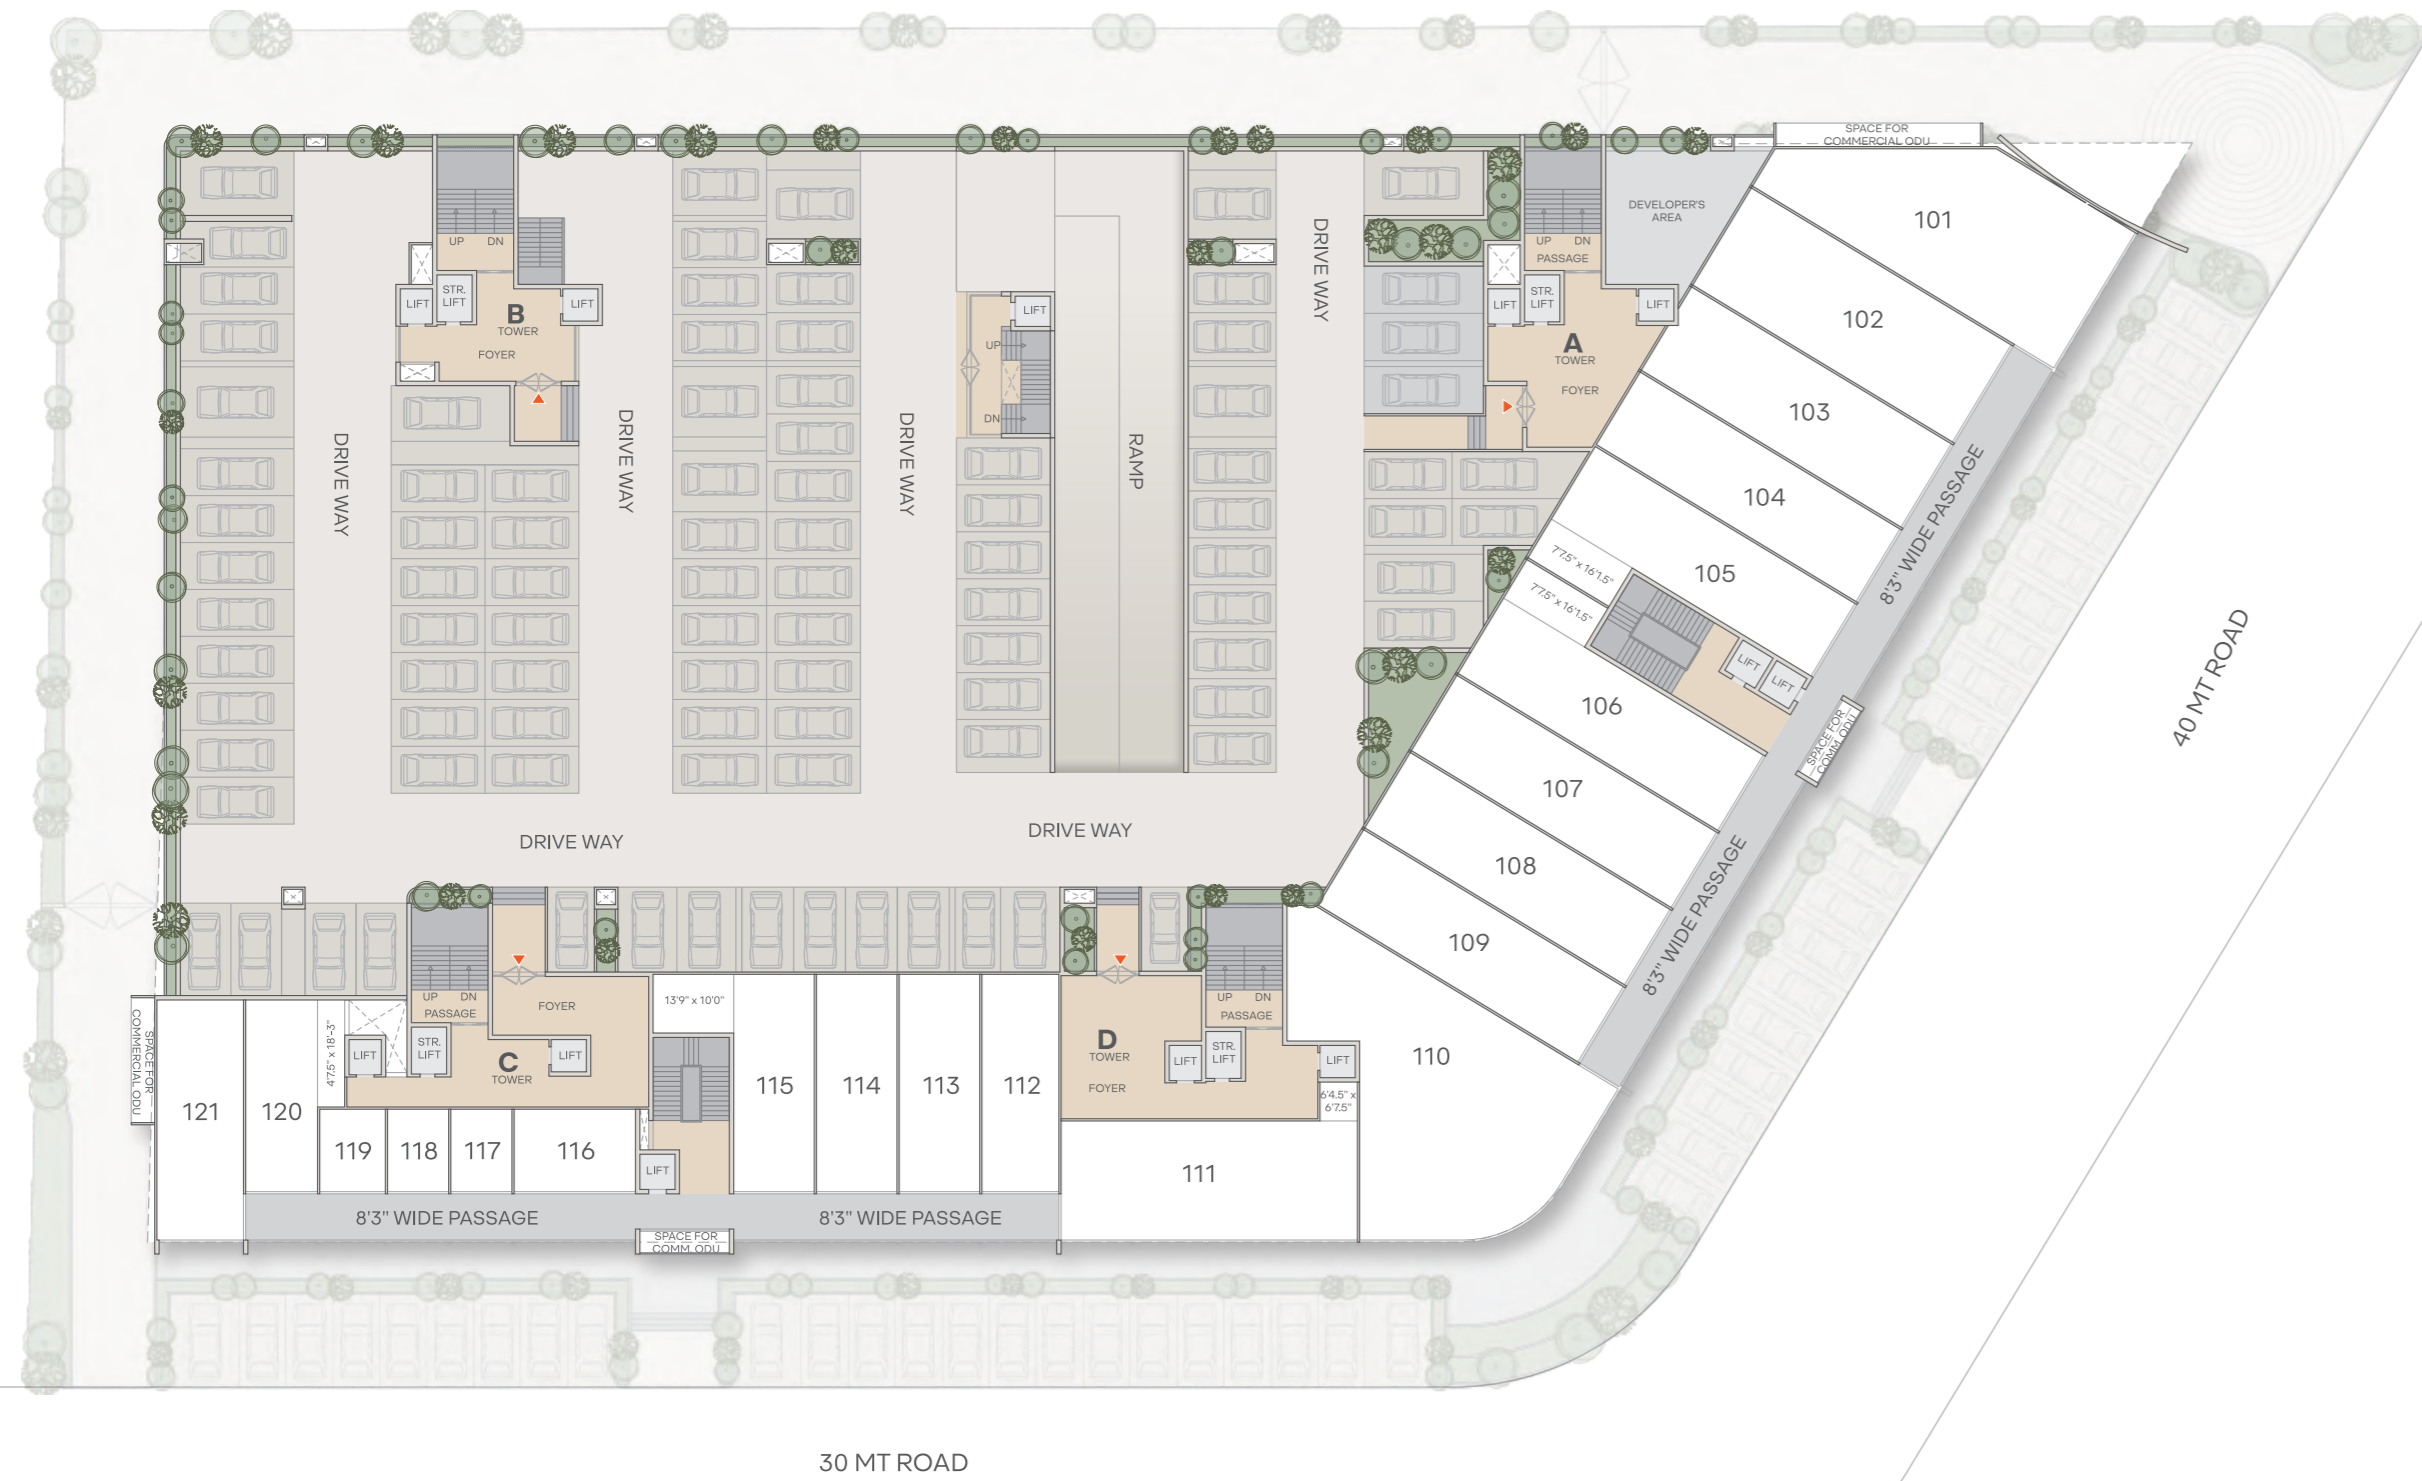 SPACE FOR
COMMERCIAL ODU
101
DEVELOPER'S
AREA
UP DN
PASSAGE
LIFT
STR.
LIFT
LIFT
A
TOWER
FOYER
102
103
104
105
106
107
108
109
110
8'3" WIDE PASSAGE
8'3" WIDE PASSAGE
7'7.5" x 16'1.5"
7'7.5" x 16'1.5"
LIFT
LIFT
SPACE FOR
COMM. ODU
40 MT ROAD
UP DN
LIFT
STR.
LIFT
LIFT
B
TOWER
FOYER
DRIVE WAY
DRIVE WAY
DRIVE WAY
DRIVE WAY
LIFT
UP
DN
RAMP
DRIVE WAY
DRIVE WAY
SPACE FOR
COMMERCIAL ODU
121
120
4'7.5" x 18'-3"
LIFT
UP DN
PASSAGE
STR.
LIFT
FOYER
LIFT
C
TOWER
119
118
117
116
13'9" x 10'0"
LIFT
115
114
113
112
D
TOWER
FOYER
LIFT
UP DN
PASSAGE
STR.
LIFT
LIFT
6'4.5" x
6'7.5"
111
8'3" WIDE PASSAGE
8'3" WIDE PASSAGE
SPACE FOR
COMM. ODU
30 MT ROAD